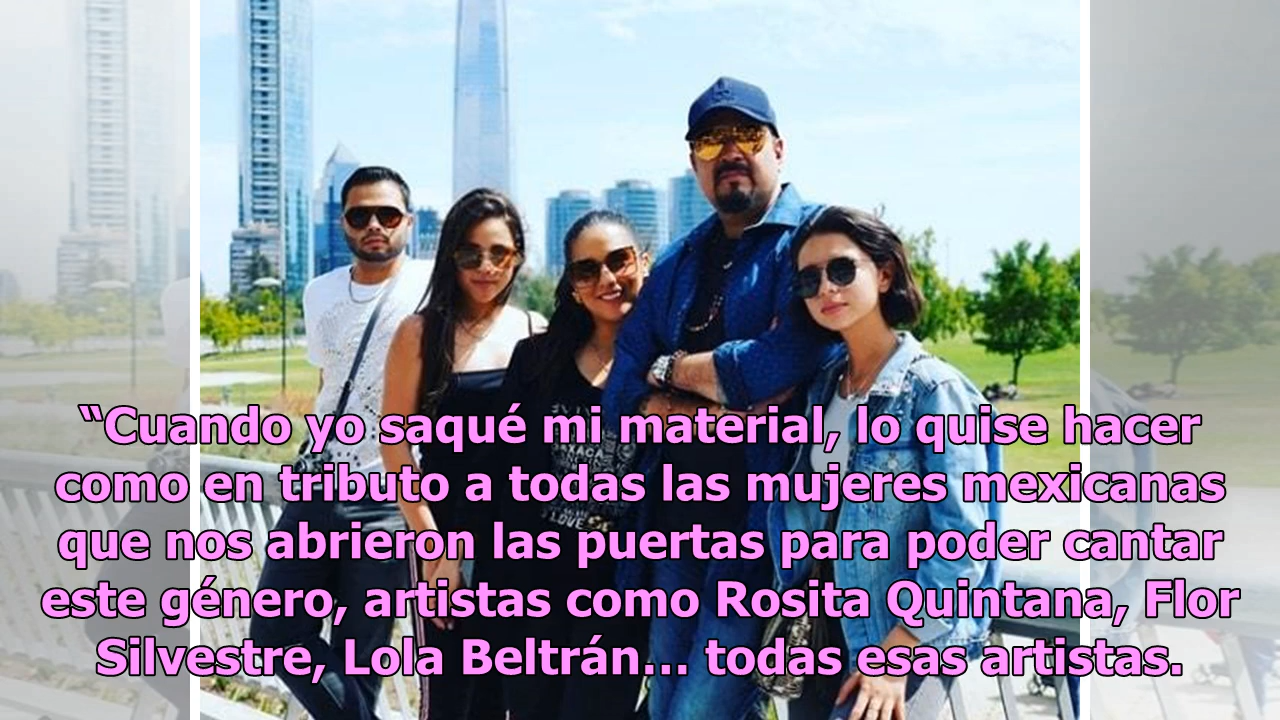 “Cuando yo saqué mi material, lo quise hacer
como en tributo a todas las mujeres mexicanas
que nos abrieron las puertas para poder cantar
este género, artistas como Rosita Quintana, Flor
Silvestre, Lola Beltrán... todas esas artistas.
LOVE